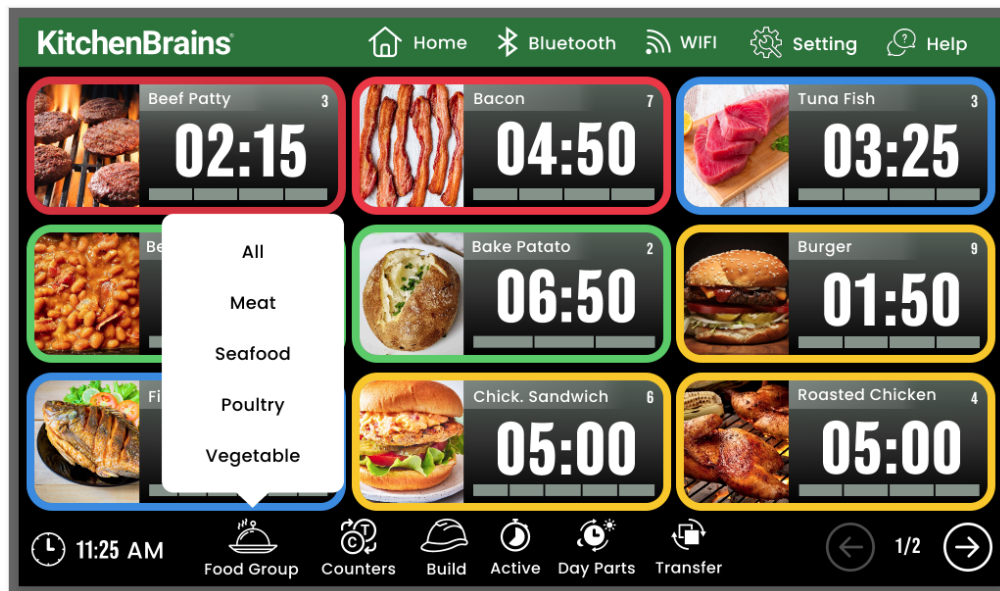 KitchenBrains®
Home
Bluetooth
WIFI
Setting
Help
Beef Patty 3
02:15
Bacon 7
04:50
Tuna Fish 3
03:25
Be
Bake Patato 2
06:50
Burger 9
01:50
Fi
Chick. Sandwich 6
05:00
Roasted Chicken 4
05:00
All
Meat
Seafood
Poultry
Vegetable
11:25 AM
Food Group
T
C
Counters
Build
Active
Day Parts
Transfer
1/2